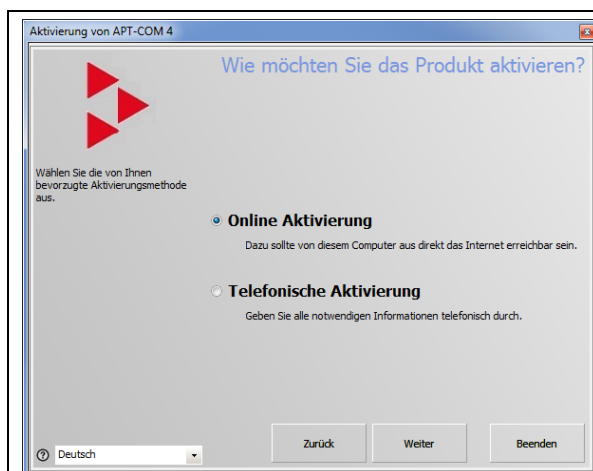 Aktivierung von APT-COM 4
Wie möchten Sie das Produkt aktivieren?
Wählen Sie die von Ihnen
bevorzugte Aktivierungsmethode
aus.
Online Aktivierung
Dazu sollte von diesem Computer aus direkt das Internet erreichbar sein.
Telefonische Aktivierung
Geben Sie alle notwendigen Informationen telefonisch durch.
Deutsch
Zurück
Weiter
Beenden